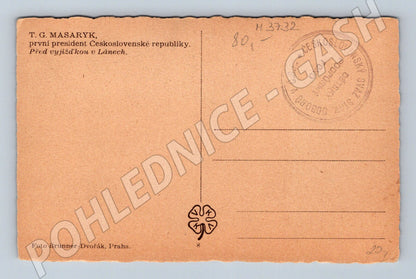 T. G. MASARYK,
první president Československé republiky.
Před vyjížďkou v Lánech.
M 3732
80,-
POHLEDNICE - GASH
Foto Brunner-Dvořák, Praha.